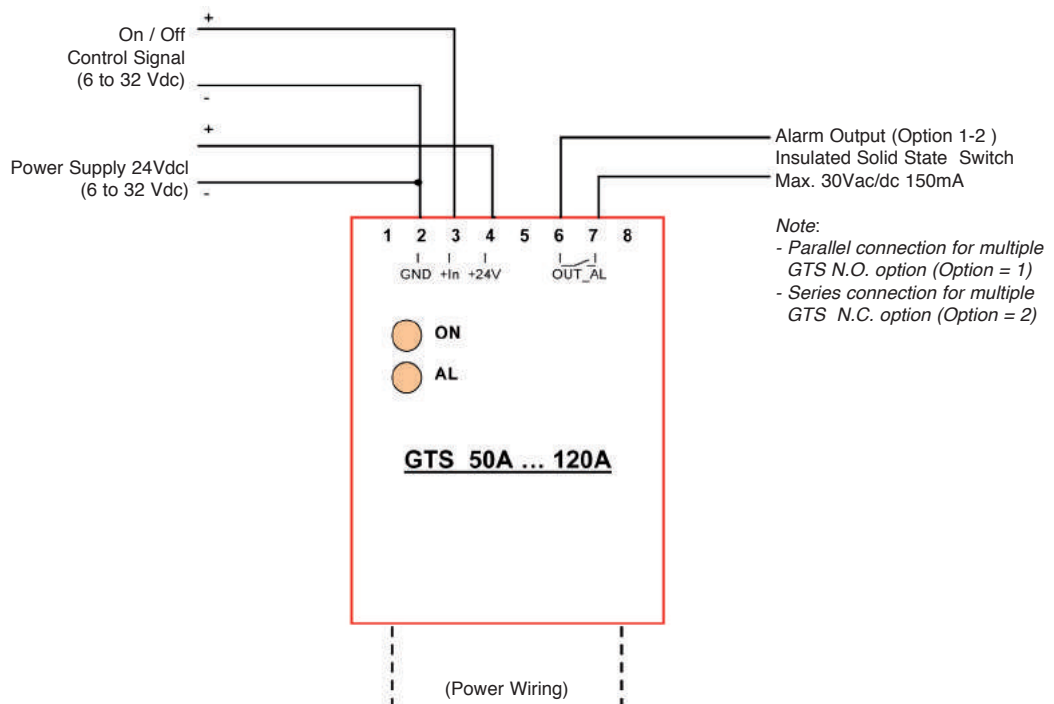 +
On / Off
Control Signal
(6 to 32 Vdc)
-
+
Power Supply 24Vdcl
(6 to 32 Vdc)
-
Alarm Output (Option 1-2 )
Insulated Solid State Switch
Max. 30Vac/dc 150mA
Note:
- Parallel connection for multiple
GTS N.O. option (Option = 1)
- Series connection for multiple
GTS N.C. option (Option = 2)
1 2 3 4 5 6 7 8
GND +In +24V OUT_AL
ON
AL
GTS 50A ... 120A
(Power Wiring)